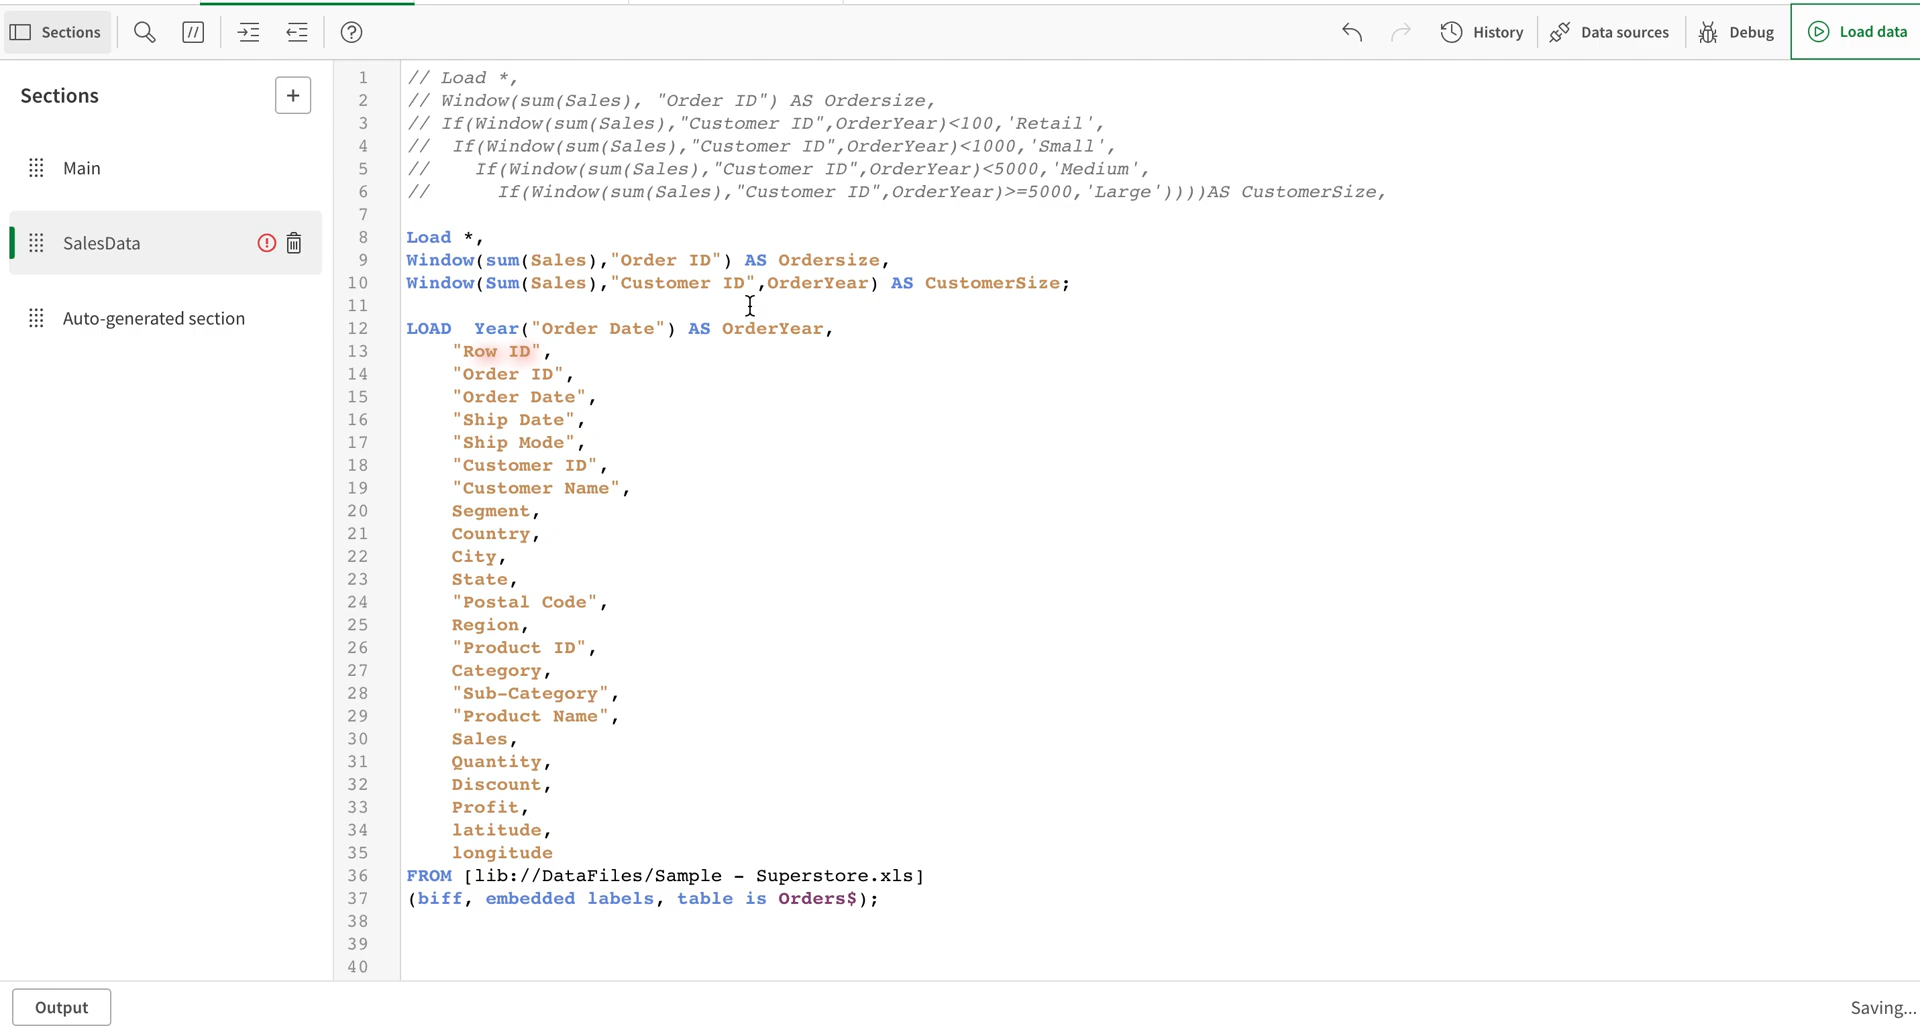 Sections
//
?
History
Data sources
Debug
Load data
Sections
+
Main
SalesData
Auto-generated section
1 // Load *,
2 // Window(sum(Sales), "Order ID") AS Ordersize,
3 // If(Window(sum(Sales),"Customer ID",OrderYear)<100,'Retail',
4 //  If(Window(sum(Sales),"Customer ID",OrderYear)<1000,'Small',
5 //    If(Window(sum(Sales),"Customer ID",OrderYear)<5000,'Medium',
6 //      If(Window(sum(Sales),"Customer ID",OrderYear)>=5000,'Large'))))AS CustomerSize,
7
8 Load *,
9 Window(sum(Sales),"Order ID") AS Ordersize,
10 Window(Sum(Sales),"Customer ID",OrderYear) AS CustomerSize;
11
12 LOAD  Year("Order Date") AS OrderYear,
13     "Row ID",
14     "Order ID",
15     "Order Date",
16     "Ship Date",
17     "Ship Mode",
18     "Customer ID",
19     "Customer Name",
20     Segment,
21     Country,
22     City,
23     State,
24     "Postal Code",
25     Region,
26     "Product ID",
27     Category,
28     "Sub-Category",
29     "Product Name",
30     Sales,
31     Quantity,
32     Discount,
33     Profit,
34     latitude,
35     longitude
36 FROM [lib://DataFiles/Sample - Superstore.xls]
37 (biff, embedded labels, table is Orders$);
38
39
40
Output
Saving...